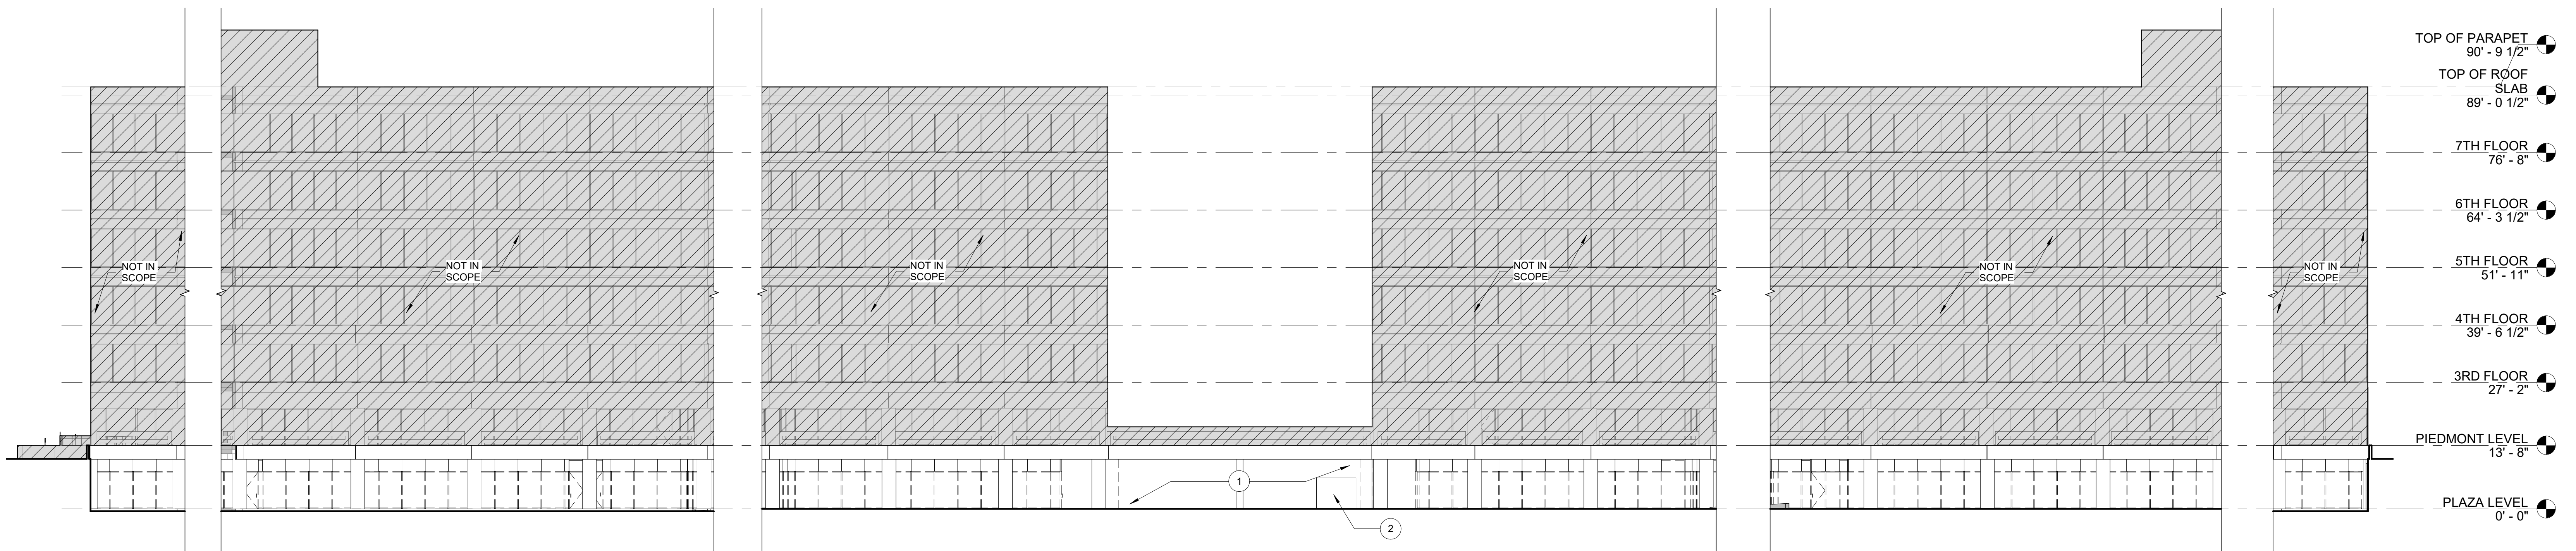 TOP OF PARAPET
90' - 9 1/2"
TOP OF ROOF
SLAB
89' - 0 1/2"
7TH FLOOR
76' - 8"
6TH FLOOR
64' - 3 1/2"
NOT IN
SCOPE
NOT IN
SCOPE
NOT IN
SCOPE
NOT IN
SCOPE
NOT IN
SCOPE
NOT IN
SCOPE
5TH FLOOR
51' - 11"
4TH FLOOR
39' - 6 1/2"
3RD FLOOR
27' - 2"
PIEDMONT LEVEL
13' - 8"
1
PLAZA LEVEL
0' - 0"
2